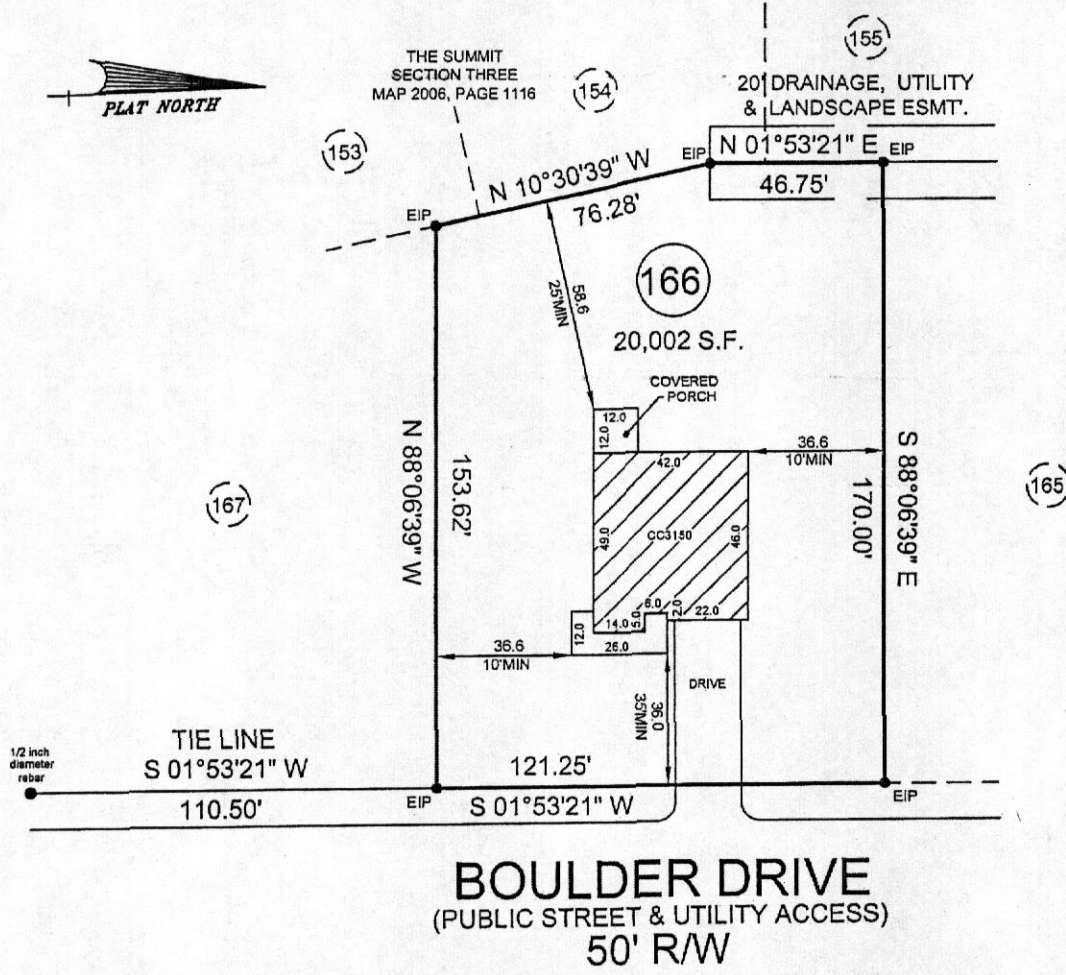 PLAT NORTH
THE SUMMIT
SECTION THREE
MAP 2006, PAGE 1116
153
154
155
20' DRAINAGE, UTILITY
& LANDSCAPE ESMT'.
EIP
N 10°30'39" W
76.28'
EIP
N 01°53'21" E
EIP
46.75'
58.6
25'MIN
166
20,002 S.F.
COVERED
PORCH
12.0
12.0
42.0
36.6
10'MIN
N 88°06'39" W
153.62'
S 88°06'39" E
170.00'
167
165
49.0
CC3150
46.0
6.0
2.0
22.0
14.0
5.0
12.0
26.0
36.6
10'MIN
36.0
35'MIN
DRIVE
1/2 inch
diameter
rebar
TIE LINE
S 01°53'21" W
110.50'
EIP
121.25'
S 01°53'21" W
EIP
BOULDER DRIVE
(PUBLIC STREET & UTILITY ACCESS)
50' R/W